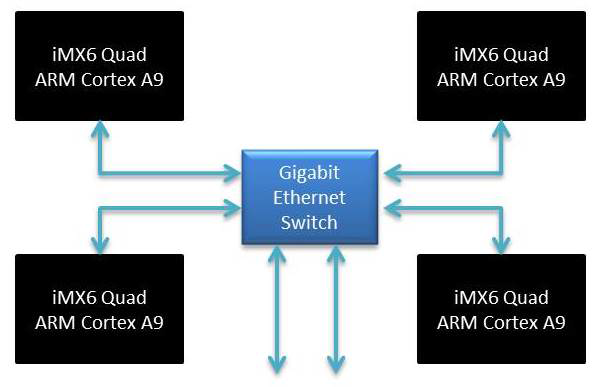 iMX6 Quad
ARM Cortex A9
iMX6 Quad
ARM Cortex A9
Gigabit
Ethernet
Switch
iMX6 Quad
ARM Cortex A9
iMX6 Quad
ARM Cortex A9